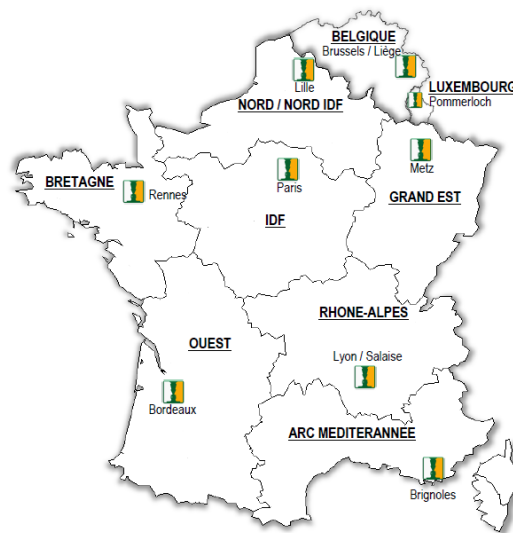 BELGIQUE
Brussels / Liège
LUXEMBOURG
Pommerloch
Lille
NORD / NORD IDF
Metz
GRAND EST
BRETAGNE
Rennes
Paris
IDF
RHONE-ALPES
OUEST
Lyon / Salaise
Bordeaux
ARC MEDITERANNEE
Brignoles